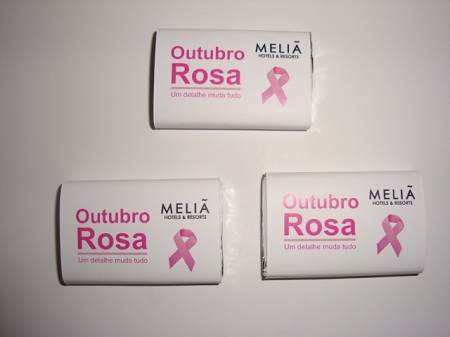 Outubro
Rosa
Um detalhe muda tudo
MELIÃ
HOTELS & RESORTS
Outubro
Rosa
Um detalhe muda tudo
MELIÃ
HOTELS & RESORTS
Outubro
Rosa
Um detalhe muda tudo
MELIÃ
HOTELS & RESORTS